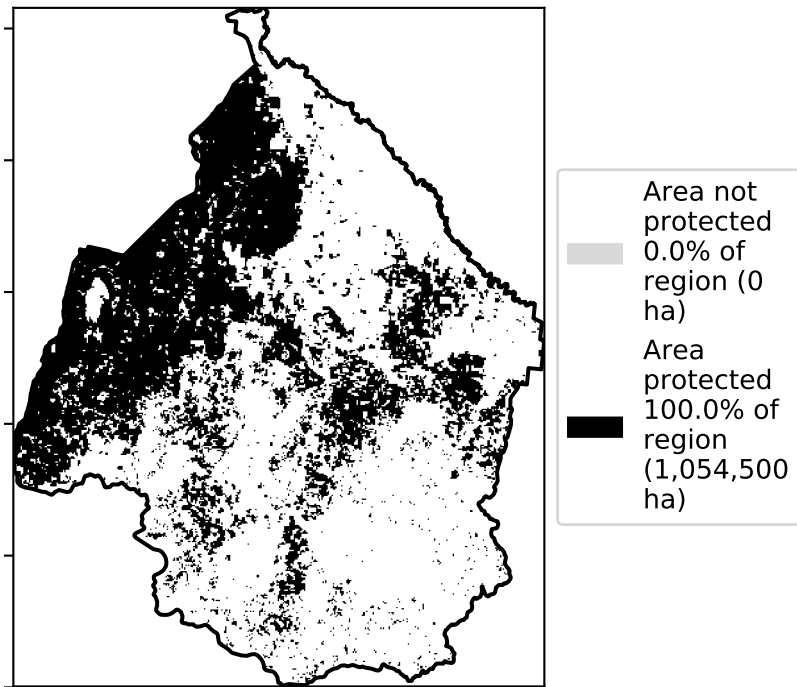 Area not
protected
0.0% of
region (0
ha)
Area
protected
100.0% of
region
(1,054,500
ha)